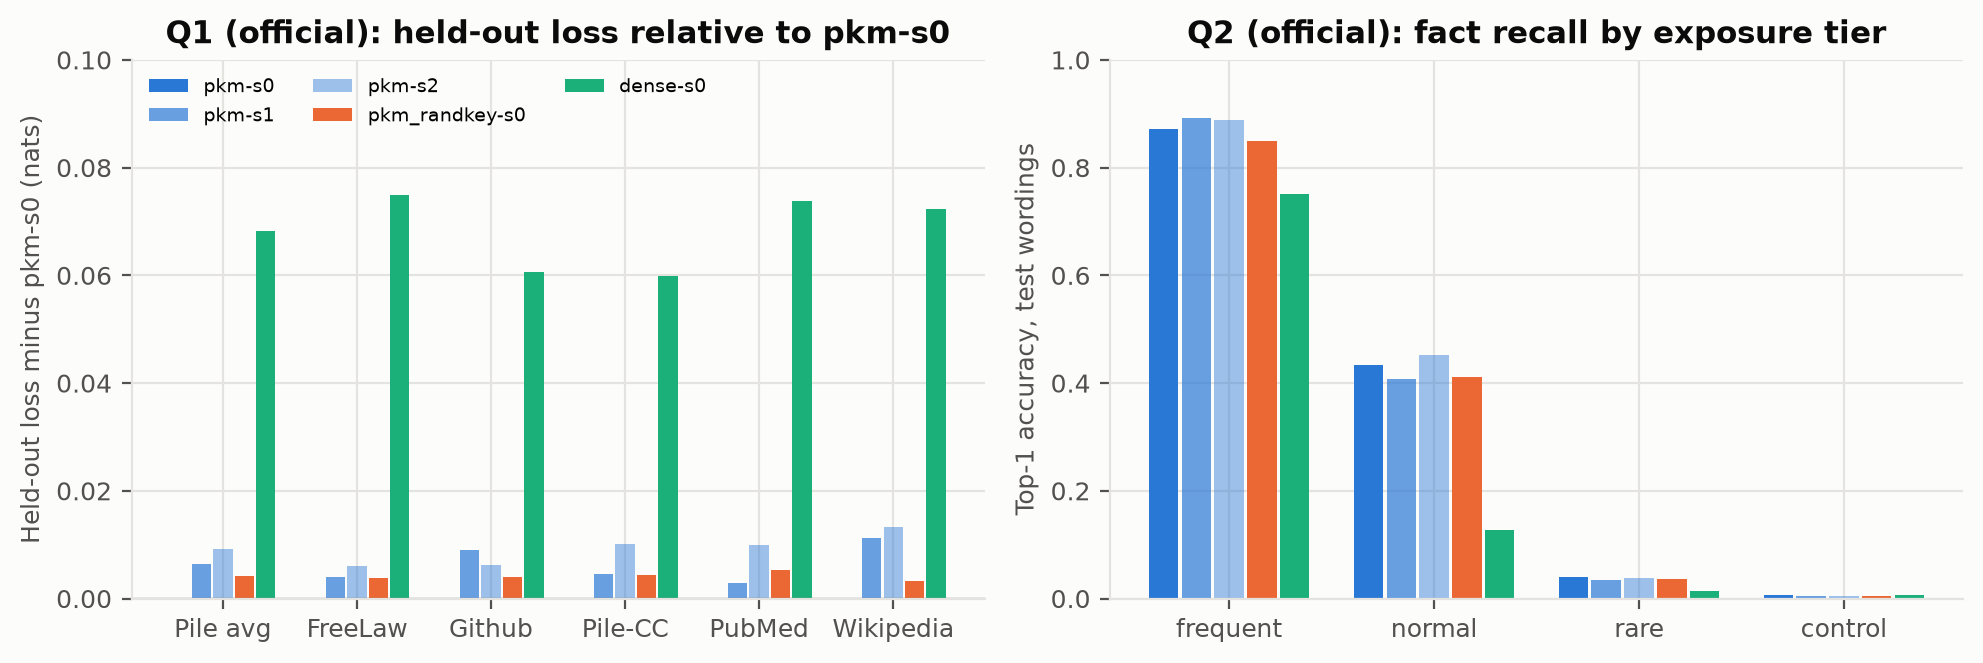 Q1 (official): held-out loss relative to pkm-s0
Held-out loss minus pkm-s0 (nats)
0.10
0.08
0.06
0.04
0.02
0.00
pkm-s0
pkm-s1
pkm-s2
pkm_randkey-s0
dense-s0
Pile avg
FreeLaw
Github
Pile-CC
PubMed
Wikipedia
Q2 (official): fact recall by exposure tier
Top-1 accuracy, test wordings
1.0
0.8
0.6
0.4
0.2
0.0
frequent
normal
rare
control